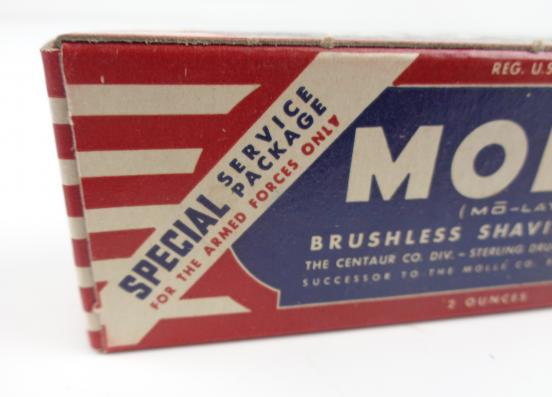 SPECIAL SERVICE PACKAGE
FOR THE ARMED FORCES ONLY
REG. U.S
MOL
(MŌ-LAY
BRUSHLESS SHAVI
THE CENTAUR CO. DIV. – STERLING DRU
SUCCESSOR TO THE MOLLÉ CO.
2 OUNCES